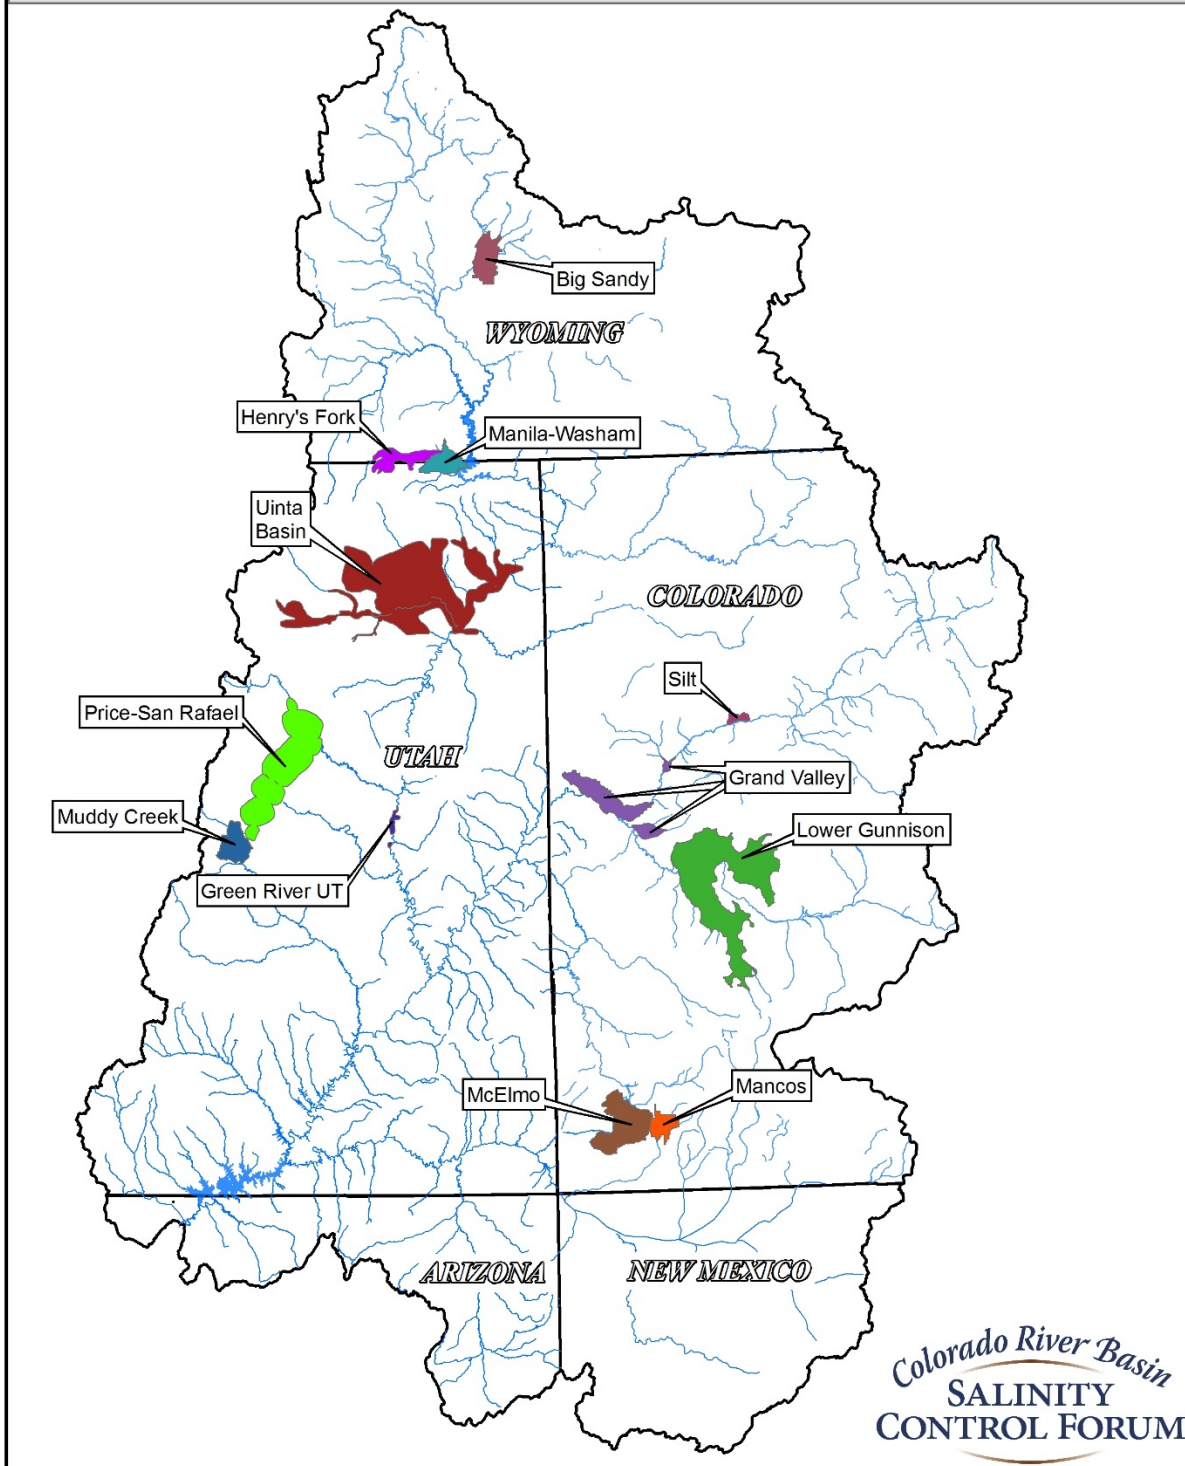 Big Sandy
WYOMING
Henry's Fork
Manila-Washam
Uinta
Basin
COLORADO
Silt
Price-San Rafael
UTAH
Grand Valley
Muddy Creek
Lower Gunnison
Green River UT
McElmo
Mancos
ARIZONA
NEW MEXICO
Colorado River Basin
SALINITY
CONTROL FORUM